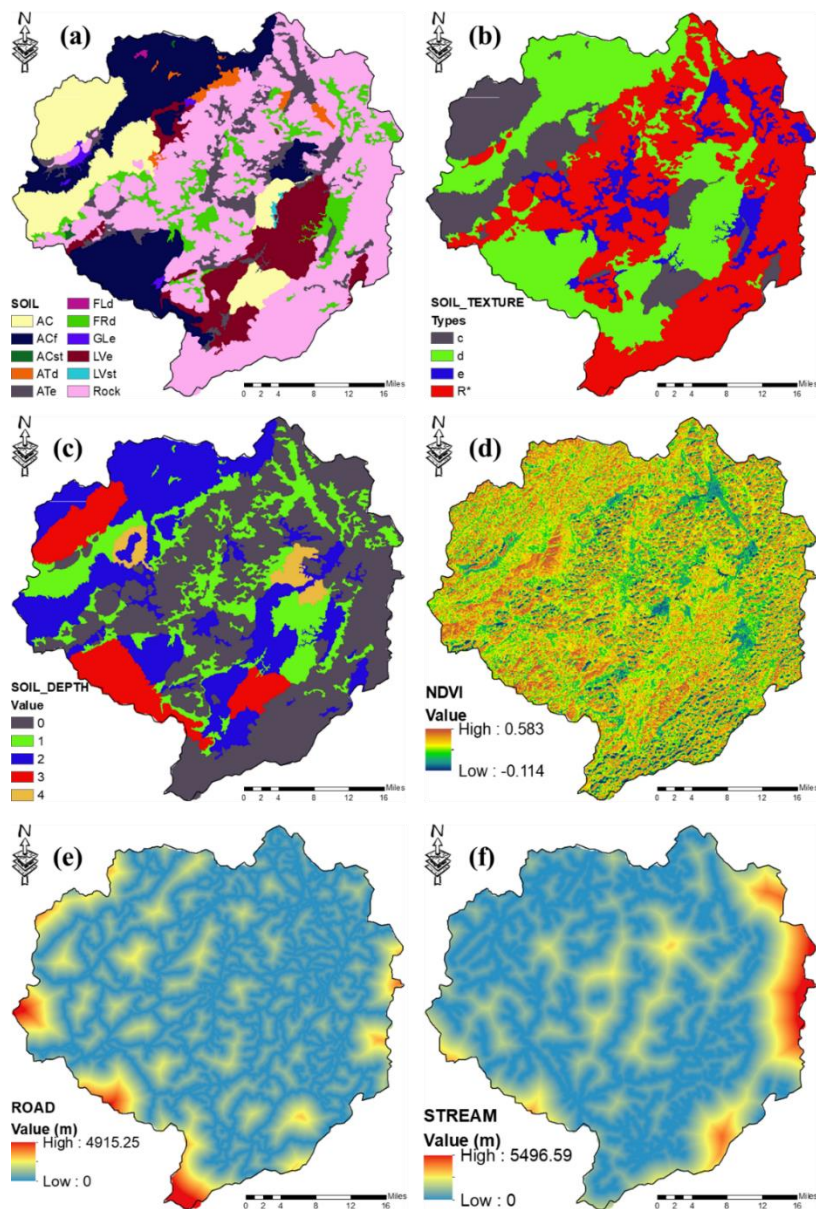 N
(a)
SOIL
AC
ACf
ACst
ATd
ATe
FLd
FRd
GLe
LVe
LVst
Rock
0 2 4 8 12 16
Miles
N
(b)
SOIL_TEXTURE
Types
c
d
e
R*
0 2 4 8 12 16
Miles
N
(c)
SOIL_DEPTH
Value
0
1
2
3
4
0 2 4 8 12 16
Miles
N
(d)
NDVI
Value
High : 0.583
Low : -0.114
0 2 4 8 12 16
Miles
N
(e)
ROAD
Value (m)
High : 4915.25
Low : 0
0 2 4 8 12 16
Miles
N
(f)
STREAM
Value (m)
High : 5496.59
Low : 0
0 2 4 8 12 16
Miles